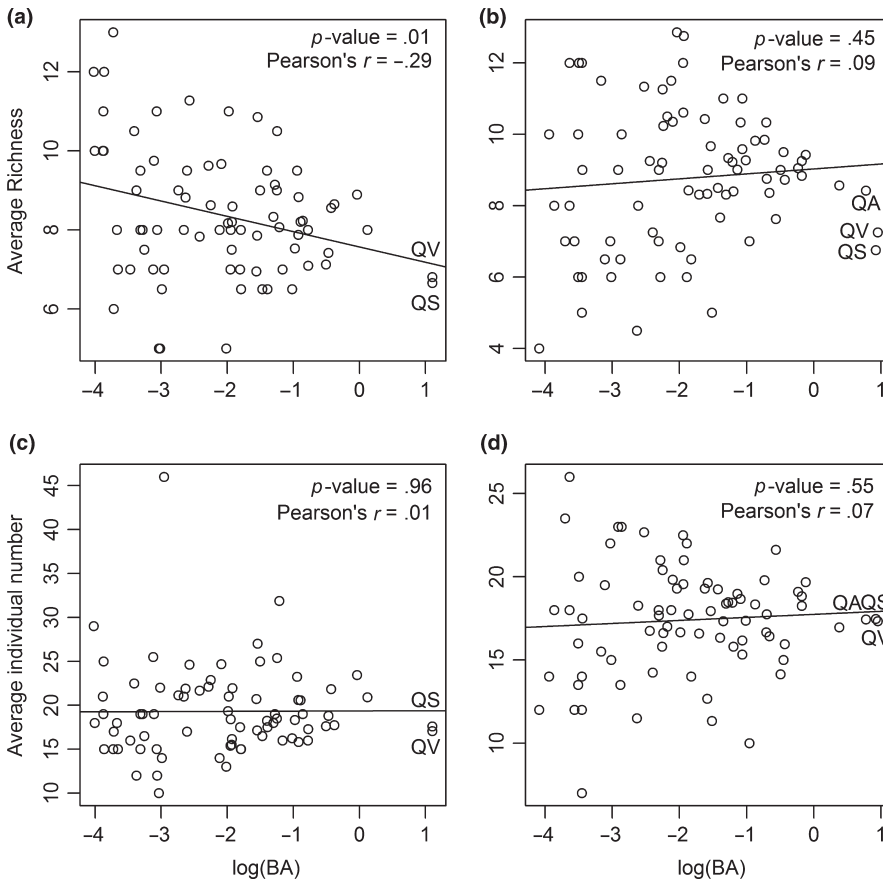 (a)
p-value = .01
Pearson's r = −.29
Average Richness
12
10
8
6
QV
QS
−4 −3 −2 −1 0 1
(b)
p-value = .45
Pearson's r = .09
12
10
8
6
4
QA
QV
QS
−4 −3 −2 −1 0 1
(c)
p-value = .96
Pearson's r = .01
Average individual number
45
40
35
30
25
20
15
10
QS
QV
−4 −3 −2 −1 0 1
log(BA)
(d)
p-value = .55
Pearson's r = .07
25
20
15
10
QAQS
QV
−4 −3 −2 −1 0 1
log(BA)